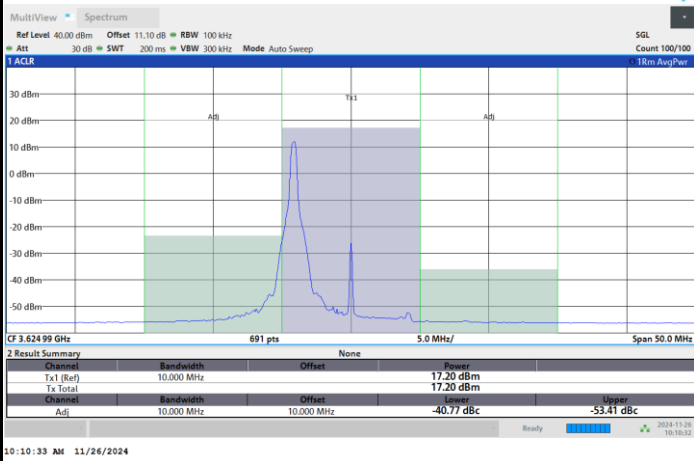 MultiView Spectrum
Ref Level 40.00 dBm Offset 11.10 dB RBW 100 kHz SGL
Att 30 dB SWT 200 ms VBW 300 kHz Mode Auto Sweep Count 100/100
1 ACLR 1Rm AvgPwr
30 dBm
Tx1
20 dBm
Adj Adj
10 dBm
0 dBm
-10 dBm
-20 dBm
-30 dBm
-40 dBm
-50 dBm
CF 3.624 99 GHz 691 pts 5.0 MHz/ Span 50.0 MHz
2 Result Summary None
Channel Bandwidth Offset Power
Tx1 (Ref) 10.000 MHz 17.20 dBm
Tx Total 17.20 dBm
Channel Bandwidth Offset Lower Upper
Adj 10.000 MHz 10.000 MHz -40.77 dBc -53.41 dBc
Ready 2024-11-26
10:10:32
10:10:33 AM 11/26/2024